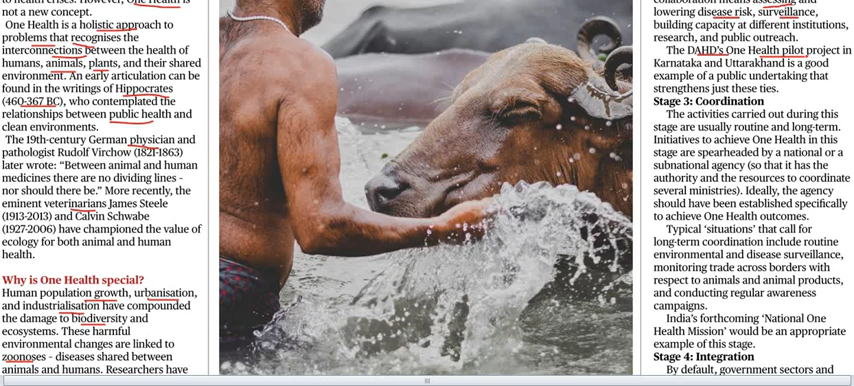 to health crises. However, One Health is
not a new concept.
One Health is a holistic approach to
problems that recognises the
interconnections between the health of
humans, animals, plants, and their shared
environment. An early articulation can be
found in the writings of Hippocrates
(460-367 BC), who contemplated the
relationships between public health and
clean environments.
The 19th-century German physician and
pathologist Rudolf Virchow (1821-1863)
later wrote: “Between animal and human
medicines there are no dividing lines –
nor should there be.” More recently, the
eminent veterinarians James Steele
(1913-2013) and Calvin Schwabe
(1927-2006) have championed the value of
ecology for both animal and human
health.
Why is One Health special?
Human population growth, urbanisation,
and industrialisation have compounded
the damage to biodiversity and
ecosystems. These harmful
environmental changes are linked to
zoonoses – diseases shared between
animals and humans. Researchers have
collaboration means assessing and
lowering disease risk, surveillance,
building capacity at different institutions,
research, and public outreach.
The DAHD's One Health pilot project in
Karnataka and Uttarakhand is a good
example of a public undertaking that
strengthens just these ties.
Stage 3: Coordination
The activities carried out during this
stage are usually routine and long-term.
Initiatives to achieve One Health in this
stage are spearheaded by a national or a
subnational agency (so that it has the
authority and the resources to coordinate
several ministries). Ideally, the agency
should have been established specifically
to achieve One Health outcomes.
Typical ‘situations’ that call for
long-term coordination include routine
environmental and disease surveillance,
monitoring trade across borders with
respect to animals and animal products,
and conducting regular awareness
campaigns.
India's forthcoming ‘National One
Health Mission’ would be an appropriate
example of this stage.
Stage 4: Integration
By default, government sectors and